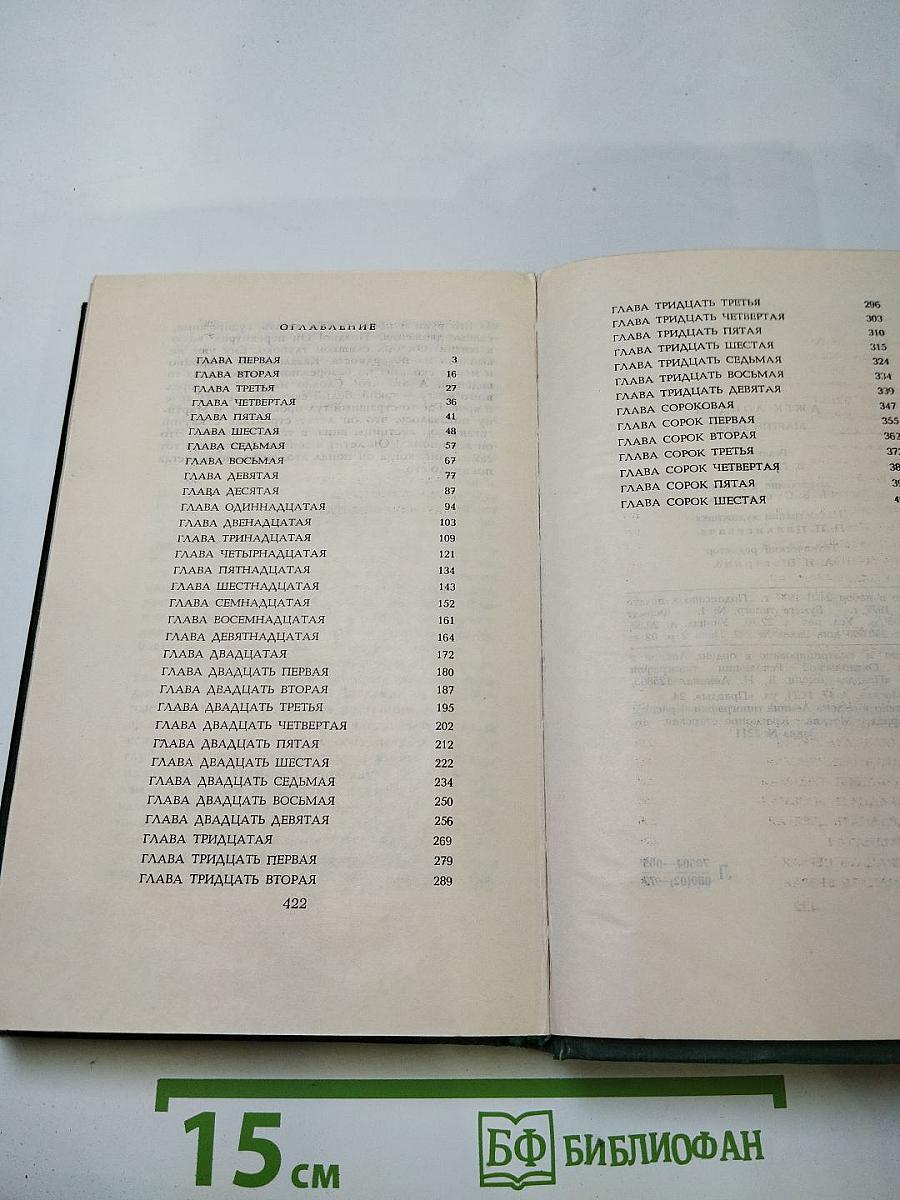 ОГЛАВЛЕНИЕ
ГЛАВА ПЕРВАЯ 3
ГЛАВА ВТОРАЯ 16
ГЛАВА ТРЕТЬЯ 27
ГЛАВА ЧЕТВЕРТАЯ 36
ГЛАВА ПЯТАЯ 41
ГЛАВА ШЕСТАЯ 48
ГЛАВА СЕДЬМАЯ 57
ГЛАВА ВОСЬМАЯ 67
ГЛАВА ДЕВЯТАЯ 77
ГЛАВА ДЕСЯТАЯ 87
ГЛАВА ОДИННАДЦАТАЯ 94
ГЛАВА ДВЕНАДЦАТАЯ 103
ГЛАВА ТРИНАДЦАТАЯ 109
ГЛАВА ЧЕТЫРНАДЦАТАЯ 121
ГЛАВА ПЯТНАДЦАТАЯ 134
ГЛАВА ШЕСТНАДЦАТАЯ 143
ГЛАВА СЕМНАДЦАТАЯ 152
ГЛАВА ВОСЕМНАДЦАТАЯ 161
ГЛАВА ДЕВЯТНАДЦАТАЯ 164
ГЛАВА ДВАДЦАТАЯ 172
ГЛАВА ДВАДЦАТЬ ПЕРВАЯ 180
ГЛАВА ДВАДЦАТЬ ВТОРАЯ 187
ГЛАВА ДВАДЦАТЬ ТРЕТЬЯ 195
ГЛАВА ДВАДЦАТЬ ЧЕТВЕРТАЯ 202
ГЛАВА ДВАДЦАТЬ ПЯТАЯ 212
ГЛАВА ДВАДЦАТЬ ШЕСТАЯ 222
ГЛАВА ДВАДЦАТЬ СЕДЬМАЯ 234
ГЛАВА ДВАДЦАТЬ ВОСЬМАЯ 250
ГЛАВА ДВАДЦАТЬ ДЕВЯТАЯ 256
ГЛАВА ТРИДЦАТАЯ 269
ГЛАВА ТРИДЦАТЬ ПЕРВАЯ 279
ГЛАВА ТРИДЦАТЬ ВТОРАЯ 289
422
ГЛАВА ТРИДЦАТЬ ТРЕТЬЯ 296
ГЛАВА ТРИДЦАТЬ ЧЕТВЕРТАЯ 303
ГЛАВА ТРИДЦАТЬ ПЯТАЯ 310
ГЛАВА ТРИДЦАТЬ ШЕСТАЯ 315
ГЛАВА ТРИДЦАТЬ СЕДЬМАЯ 324
ГЛАВА ТРИДЦАТЬ ВОСЬМАЯ 334
ГЛАВА ТРИДЦАТЬ ДЕВЯТАЯ 339
ГЛАВА СОРОКОВАЯ 347
ГЛАВА СОРОК ПЕРВАЯ 355
ГЛАВА СОРОК ВТОРАЯ 362
ГЛАВА СОРОК ТРЕТЬЯ
ГЛАВА СОРОК ЧЕТВЕРТАЯ
ГЛАВА СОРОК ПЯТАЯ
ГЛАВА СОРОК ШЕСТАЯ
15 см
БФ БИБЛИОФАН